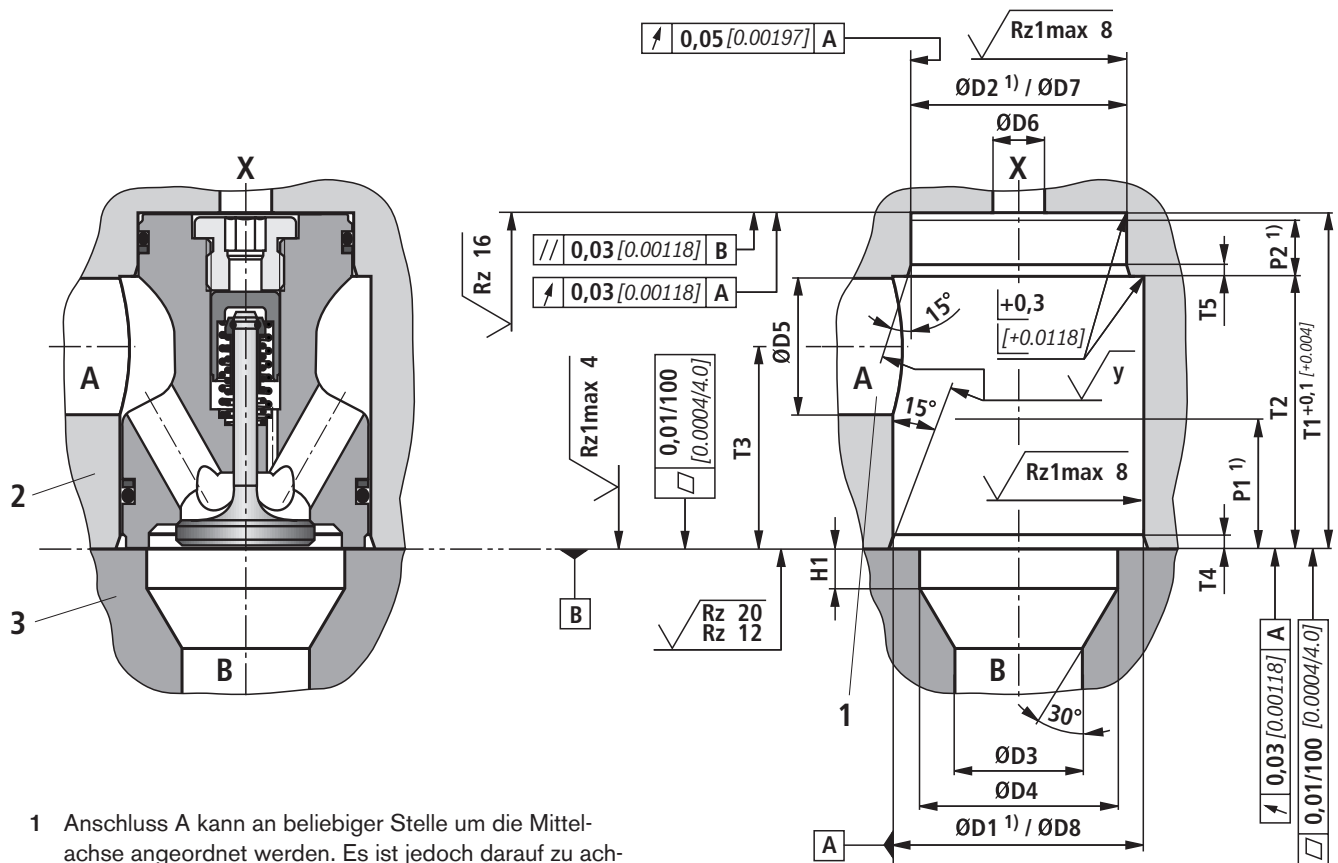 0,05 [0.00197] A
Rz1max 8
ØD2 1) / ØD7
ØD6
X
X
Rz 16
// 0,03 [0.00118] B
0,03 [0.00118] A
P2 1)
T5
15°
+0,3
[+0.0118]
ØD5
A
A
Rz1max 4
0,01/100
[0.0004/4.0]
T3
15°
y
T2
T1+0,1 [+0.004]
P1 1)
Rz1max 8
2
H1
T4
3
B
Rz 20
Rz 12
B
B
1
30°
ØD3
ØD4
0,03 [0.00118] A
0,01/100 [0.0004/4.0]
A
ØD1 1) / ØD8
1 Anschluss A kann an beliebiger Stelle um die Mittel-
achse angeordnet werden. Es ist jedoch darauf zu ach-